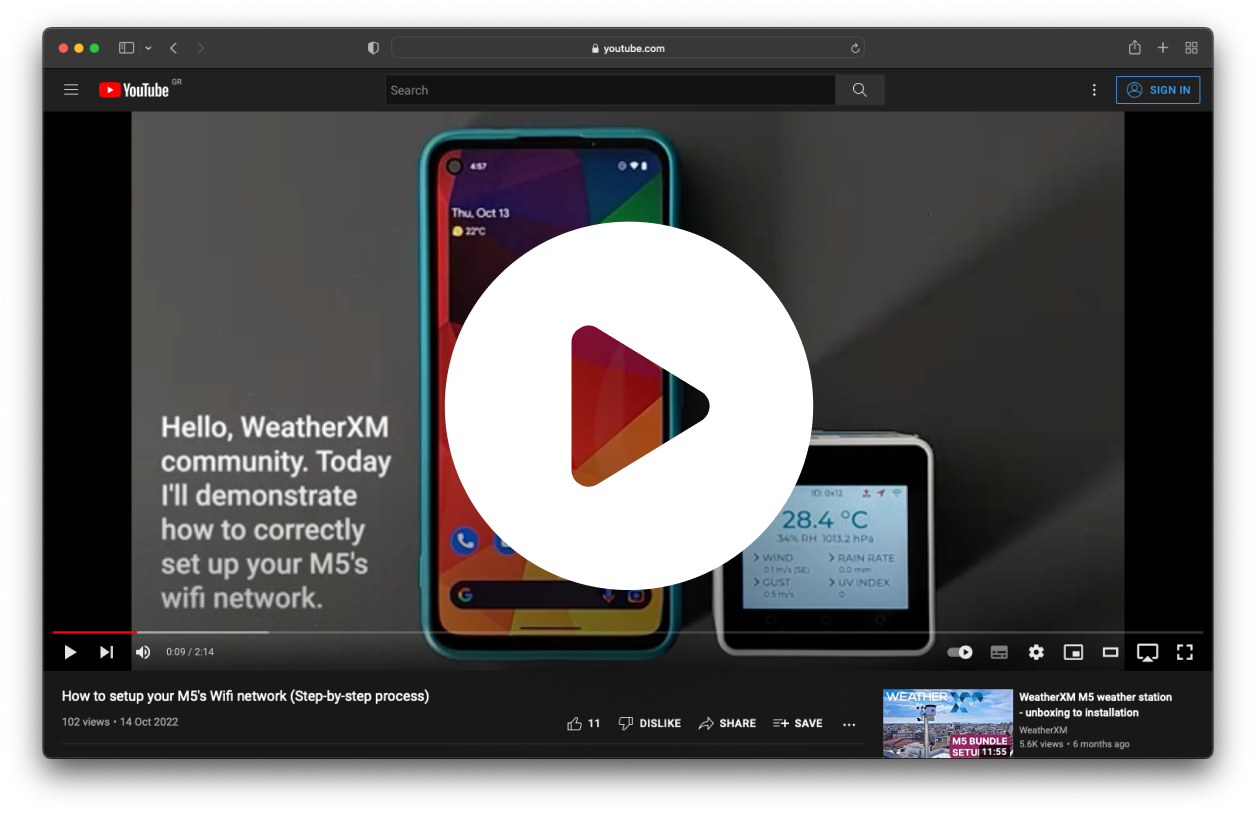 youtube.com
YouTube GR
Search
SIGN IN
4:57
Thu, Oct 13
22°C
Hello, WeatherXM
community. Today
I'll demonstrate
how to correctly
set up your M5's
wifi network.
ID: 0x12
28.4 °C
34% RH 1013.2 hPa
WIND
RAIN RATE
0.1 m/s (SE)
0.0 mm
GUST
UV INDEX
0.5 m/s
0
G
0:09 / 2:14
How to setup your M5's Wifi network (Step-by-step process)
102 views • 14 Oct 2022
11
DISLIKE
SHARE
SAVE
WEATHER XM
M5 BUNDLE
SETU
11:55
WeatherXM M5 weather station
- unboxing to installation
WeatherXM
5.6K views • 6 months ago